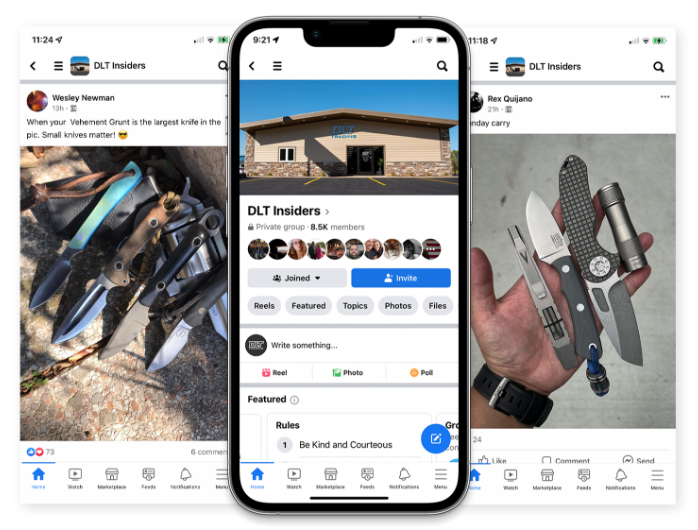 11:24
DLT Insiders
Wesley Newman
13h
When your Vehement Grunt is the largest knife in the
pic. Small knives matter! 😎
73
6 comme
Home
Watch
Marketplace
Feeds
Notifications
Menu
9:21
DLT
TRADING
DLT Insiders
Private group · 8.5K members
Joined
Invite
Reels
Featured
Topics
Photos
Files
DLT
Write something...
Reel
Photo
Poll
Featured
Rules
1 Be Kind and Courteous
Home
Watch
Marketplace
Feeds
Notifications
Menu
11:18
DLT Insiders
Rex Quijano
21h
nday carry
24
Like
Comment
Send
Watch
Marketplace
Feeds
Notifications
Menu